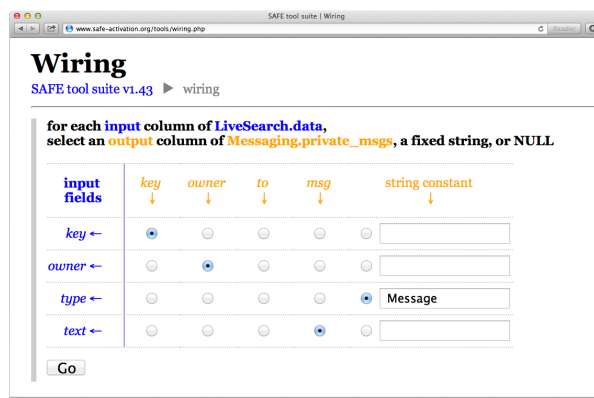 SAFE tool suite | Wiring
www.safe-activation.org/tools/wiring.php
Reader
Wiring
SAFE tool suite v1.43 ▶ wiring
for each input column of LiveSearch.data,
select an output column of Messaging.private_msgs, a fixed string, or NULL
input fields key owner to msg string constant
↓ ↓ ↓ ↓ ↓
key ←
owner ←
type ← Message
text ←
Go